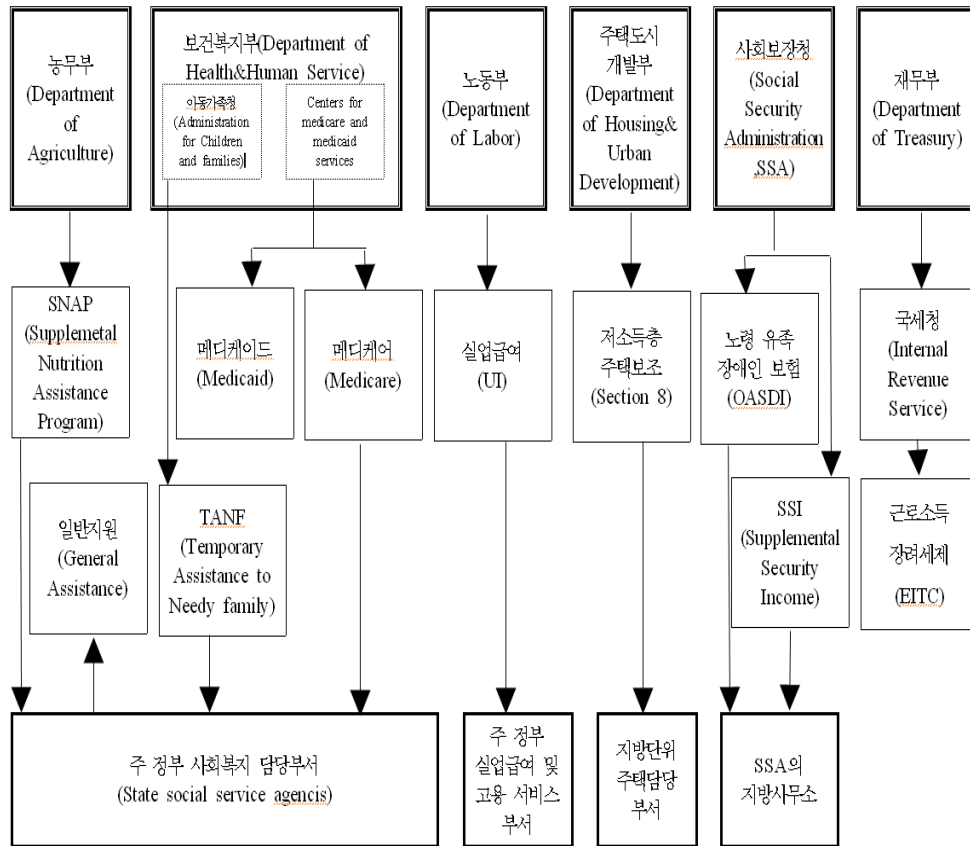 농무부
(Department
of
Agriculture)
보건복지부(Department of
Health&Human Service)
아동가족청
(Administration
for Children
and families)
Centers for
medicare and
medicaid
services
노동부
(Department
of Labor)
주택도시
개발부
(Department
of Housing&
Urban
Development)
사회보장청
(Social
Security
Administration
,SSA)
재무부
(Department
of Treasury)
SNAP
(Supplemetal
Nutrition
Assistance
Program)
메디케이드
(Medicaid)
메디케어
(Medicare)
실업급여
(UI)
저소득층
주택보조
(Section 8)
노령 유족
장애인 보험
(OASDI)
국세청
(Internal
Revenue
Service)
일반지원
(General
Assistance)
TANF
(Temporary
Assistance to
Needy family)
SSI
(Supplemental
Security
Income)
근로소득
장려세제
(EITC)
주 정부 사회복지 담당부서
(State social service agencis)
주 정부
실업급여 및
고용 서비스
부서
지방단위
주택담당
부서
SSA의
지방사무소